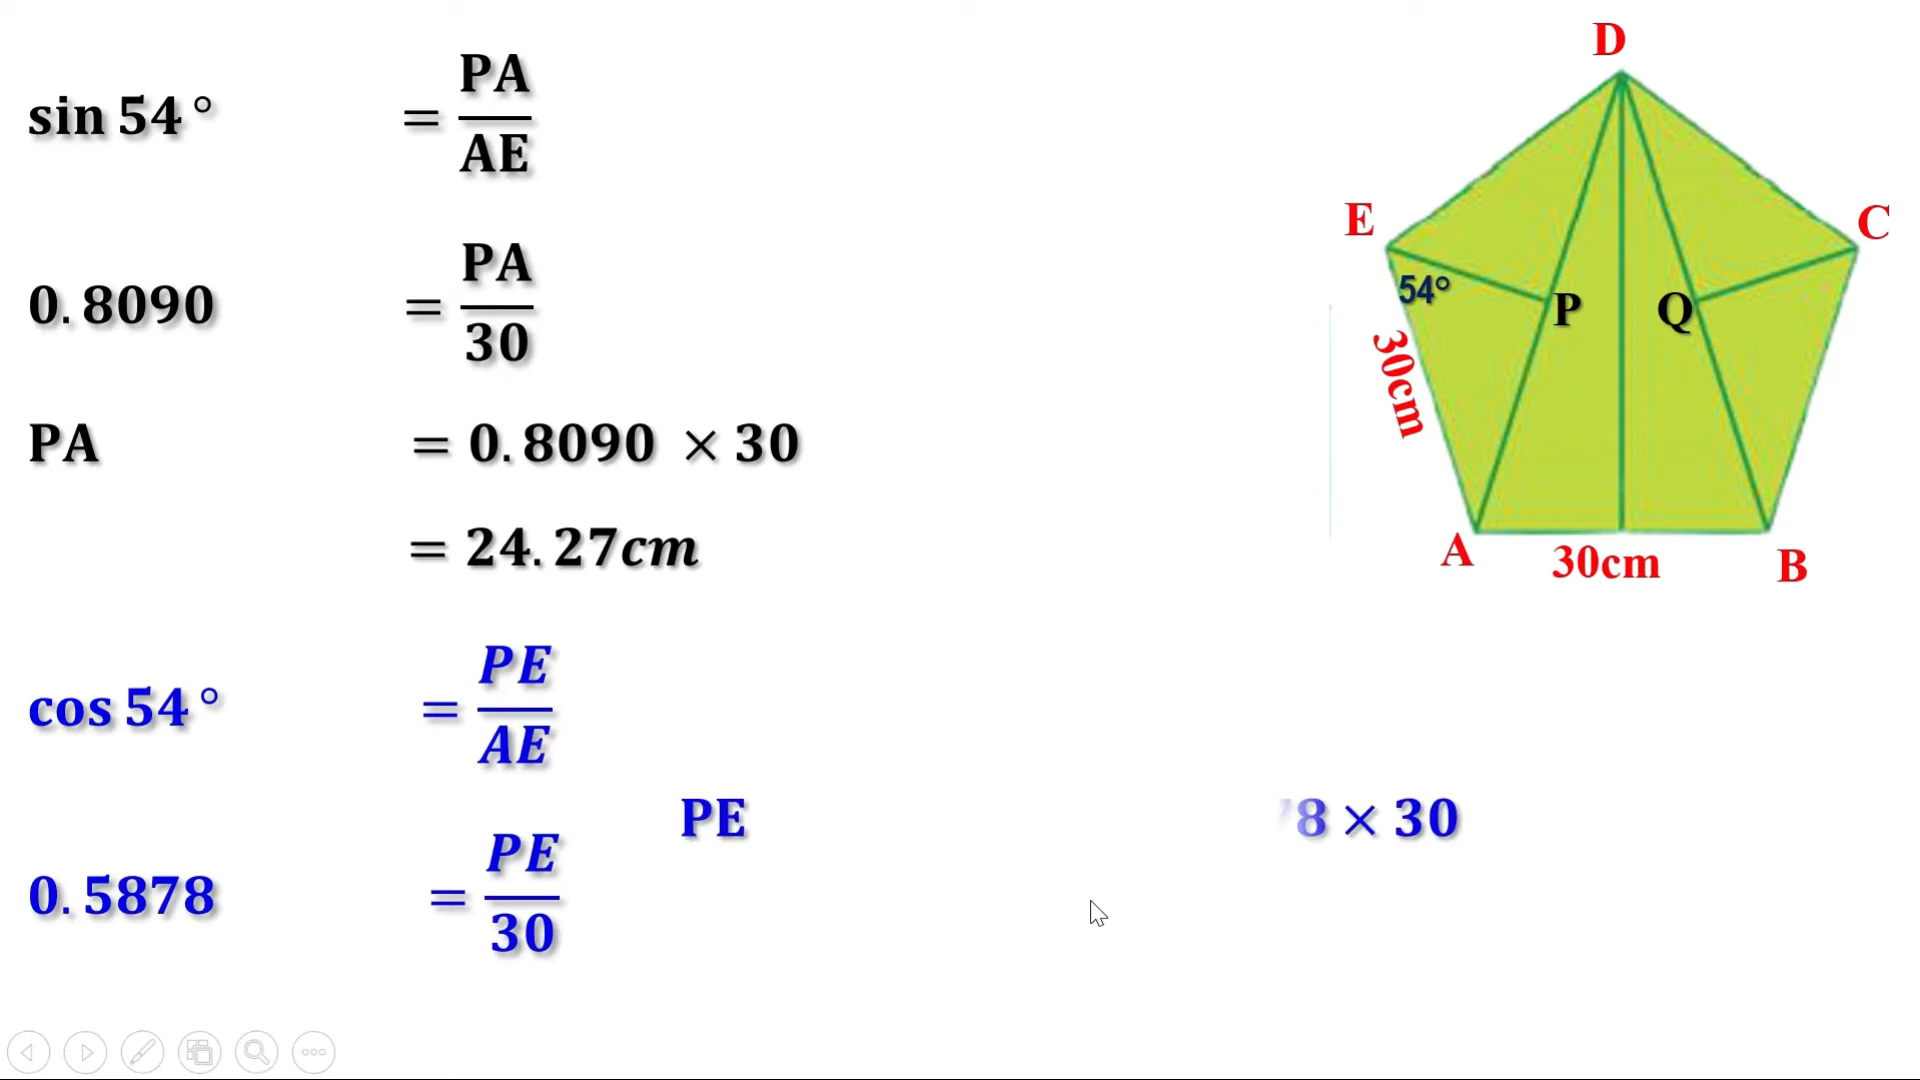 sin 54° = PA/AE
0.8090 = PA/30
PA = 0.8090 × 30
= 24.27cm
cos 54° = PE/AE
PE 8 × 30
0.5878 = PE/30
D
E
C
54°
P
Q
30cm
A
30cm
B